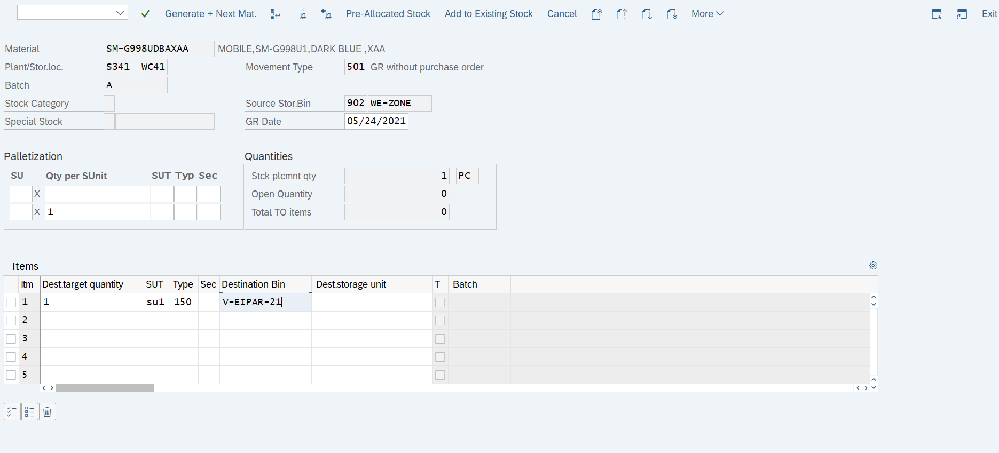 Generate + Next Mat. Pre-Allocated Stock Add to Existing Stock Cancel More Exit
Material SM-G998UDBAXAA MOBILE,SM-G998U1,DARK BLUE ,XAA
Plant/Stor.loc. S341 WC41 Movement Type 501 GR without purchase order
Batch A
Stock Category Source Stor.Bin 902 WE-ZONE
Special Stock GR Date 05/24/2021
Palletization Quantities
SU Qty per SUnit SUT Typ Sec Stck plcmnt qty 1 PC
X Open Quantity 0
X 1 Total TO items 0
Items
Itm Dest.target quantity SUT Type Sec Destination Bin Dest.storage unit T Batch
1 1 su1 150 V-EIPAR-21
2
3
4
5